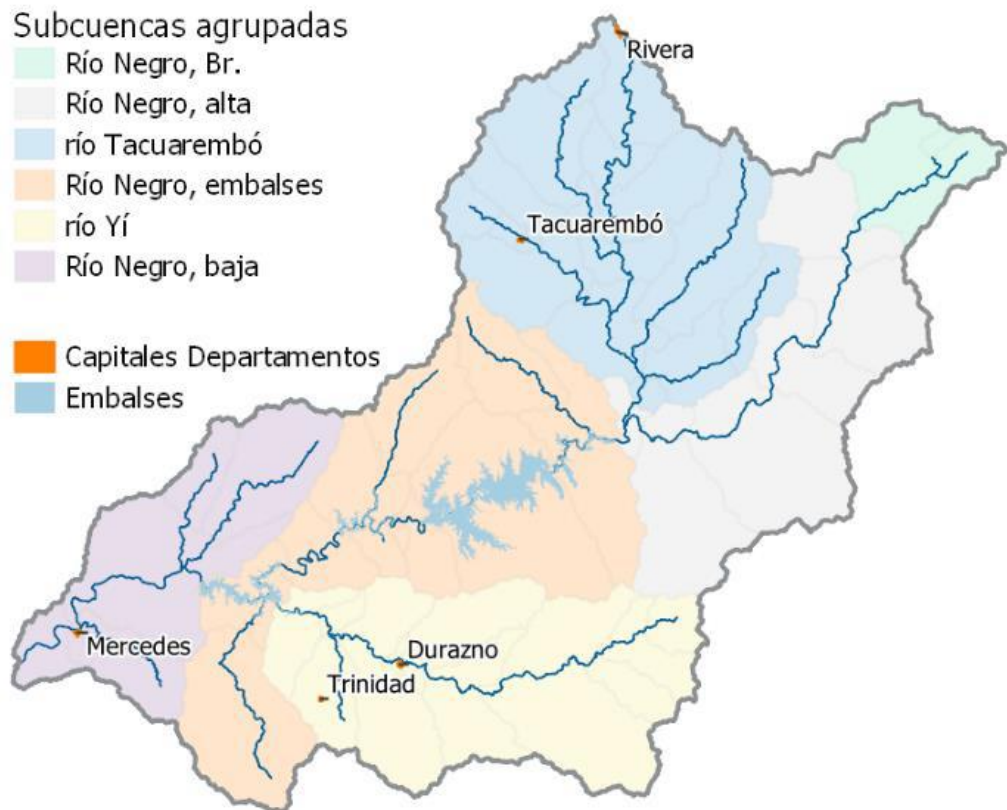 Subcuencas agrupadas
Río Negro, Br.
Río Negro, alta
río Tacuarembó
Río Negro, embalses
río Yí
Río Negro, baja
Capitales Departamentos
Embalses
Rivera
Tacuarembó
Mercedes
Durazno
Trinidad